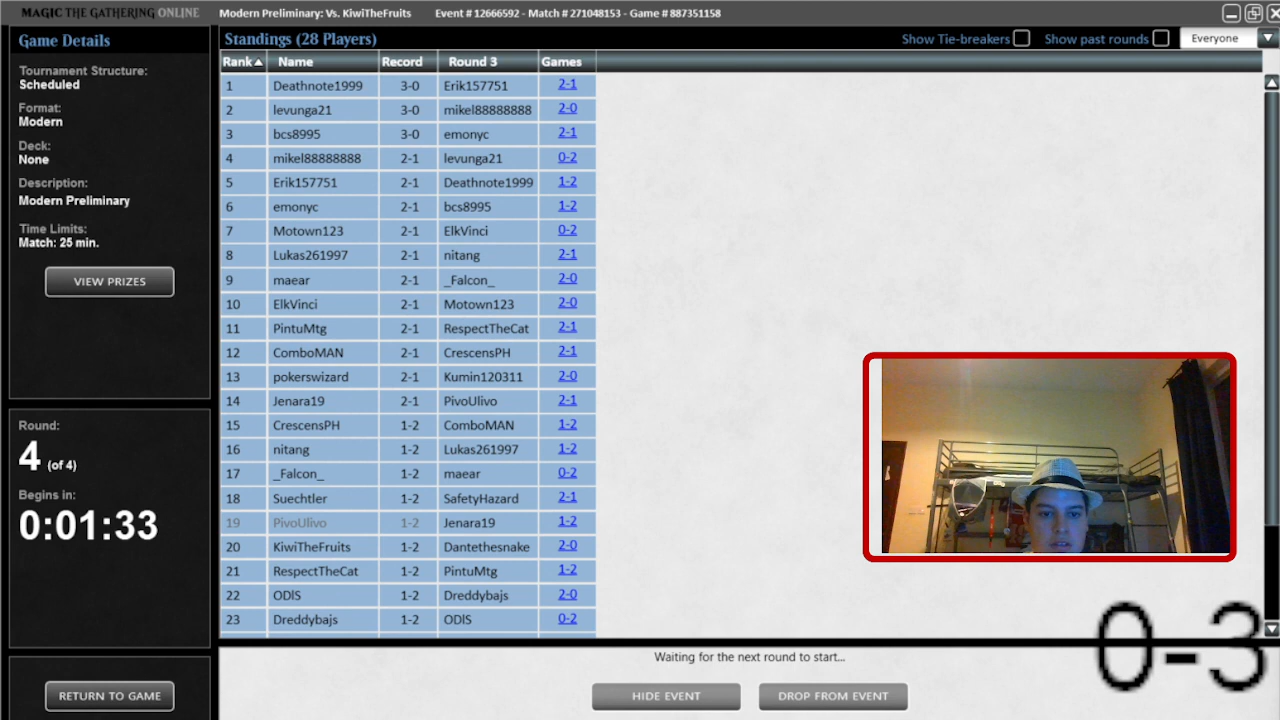 MAGIC THE GATHERING ONLINE
Modern Preliminary: Vs. KiwiTheFruits Event # 12666592 - Match # 271048153 - Game # 887351158
Game Details
Tournament Structure:
Scheduled
Format:
Modern
Deck:
None
Description:
Modern Preliminary
Time Limits:
Match: 25 min.
VIEW PRIZES
Round:
4 (of 4)
Begins in:
0:01:33
RETURN TO GAME
Standings (28 Players) Show Tie-breakers Show past rounds Everyone
Rank Name Record Round 3 Games
1 Deathnote1999 3-0 Erik157751 2-1
2 levunga21 3-0 mikel88888888 2-0
3 bcs8995 3-0 emonyc 2-1
4 mikel88888888 2-1 levunga21 0-2
5 Erik157751 2-1 Deathnote1999 1-2
6 emonyc 2-1 bcs8995 1-2
7 Motown123 2-1 ElkVinci 0-2
8 Lukas261997 2-1 nitang 2-1
9 maear 2-1 _Falcon_ 2-0
10 ElkVinci 2-1 Motown123 2-0
11 PintuMtg 2-1 RespectTheCat 2-1
12 ComboMAN 2-1 CrescensPH 2-1
13 pokerswizard 2-1 Kumin120311 2-0
14 Jenara19 2-1 PivoUlivo 2-1
15 CrescensPH 1-2 ComboMAN 1-2
16 nitang 1-2 Lukas261997 1-2
17 _Falcon_ 1-2 maear 0-2
18 Suechtler 1-2 SafetyHazard 2-1
19 PivoUlivo 1-2 Jenara19 1-2
20 KiwiTheFruits 1-2 Dantethesnake 2-0
21 RespectTheCat 1-2 PintuMtg 1-2
22 ODlS 1-2 Dreddybajs 2-0
23 Dreddybajs 1-2 ODlS 0-2
0-3
Waiting for the next round to start...
HIDE EVENT DROP FROM EVENT